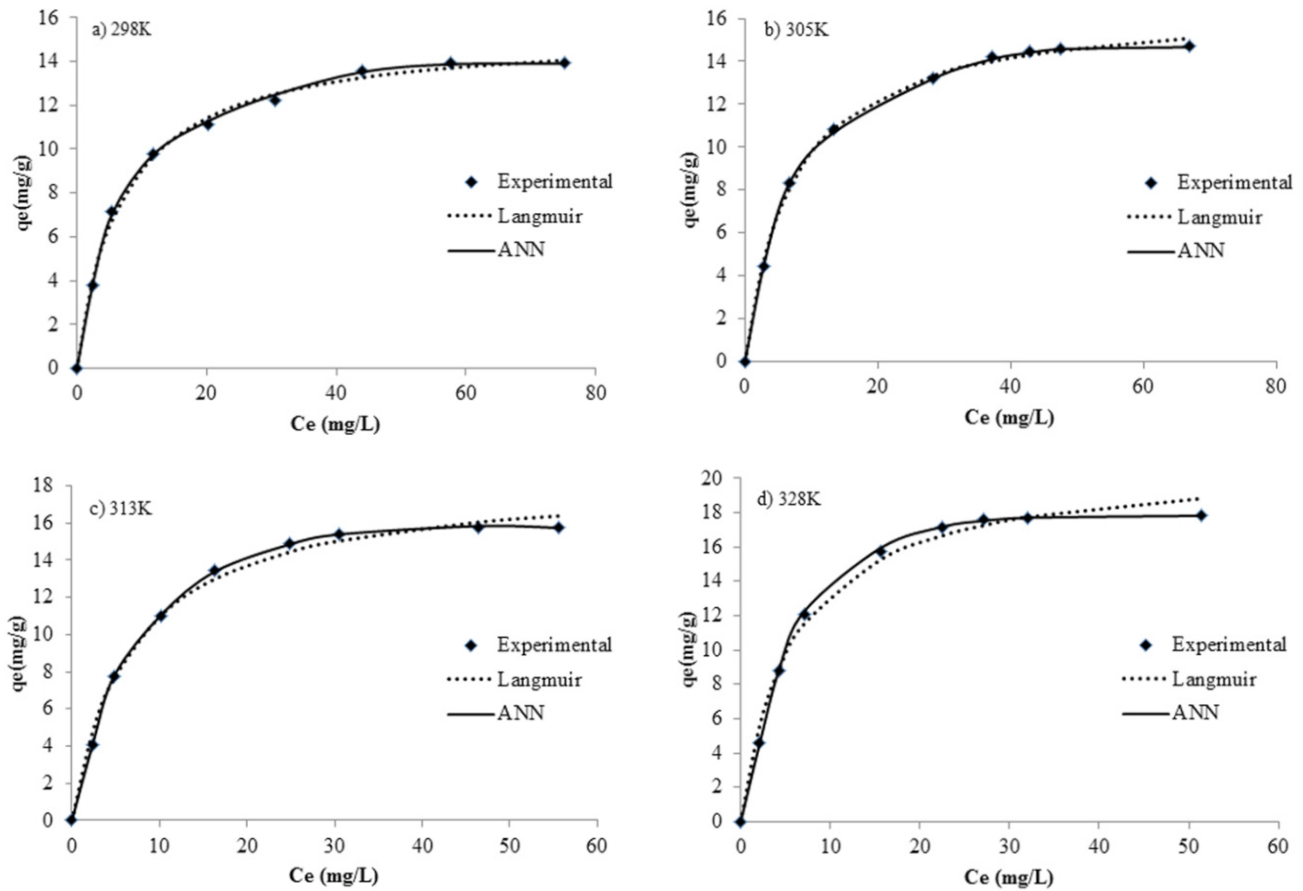 a) 298K
16
14
12
10
8
6
4
2
0
qe(mg/g)
0 20 40 60 80
Ce (mg/L)
Experimental
Langmuir
ANN
b) 305K
16
14
12
10
8
6
4
2
0
qe(mg/g)
0 20 40 60 80
Ce (mg/L)
Experimental
Langmuir
ANN
c) 313K
18
16
14
12
10
8
6
4
2
0
qe(mg/g)
0 10 20 30 40 50 60
Ce (mg/L)
Experimental
Langmuir
ANN
d) 328K
20
18
16
14
12
10
8
6
4
2
0
qe(mg/g)
0 10 20 30 40 50 60
Ce (mg/L)
Experimental
Langmuir
ANN